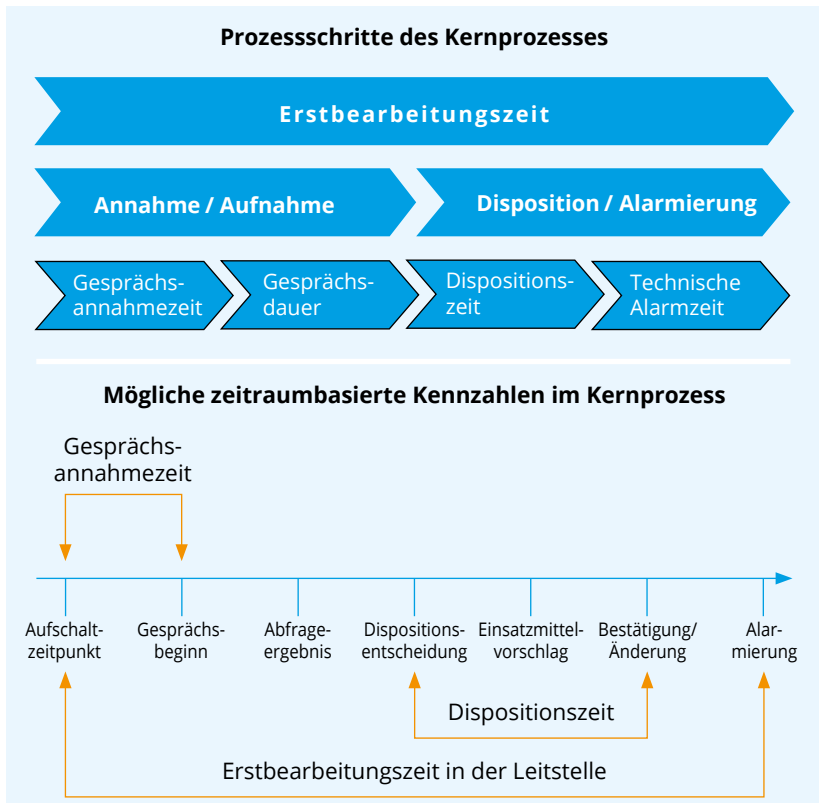 Prozessschritte des Kernprozesses
Erstbearbeitungszeit
Annahme / Aufnahme
Disposition / Alarmierung
Gesprächs-
annahmezeit
Gesprächs-
dauer
Dispositions-
zeit
Technische
Alarmzeit
Mögliche zeitraumbasierte Kennzahlen im Kernprozess
Gesprächs-
annahmezeit
Aufschalt-
zeitpunkt
Gesprächs-
beginn
Abfrage-
ergebnis
Dispositions-
entscheidung
Einsatzmittel-
vorschlag
Bestätigung/
Änderung
Alar-
mierung
Dispositionszeit
Erstbearbeitungszeit in der Leitstelle